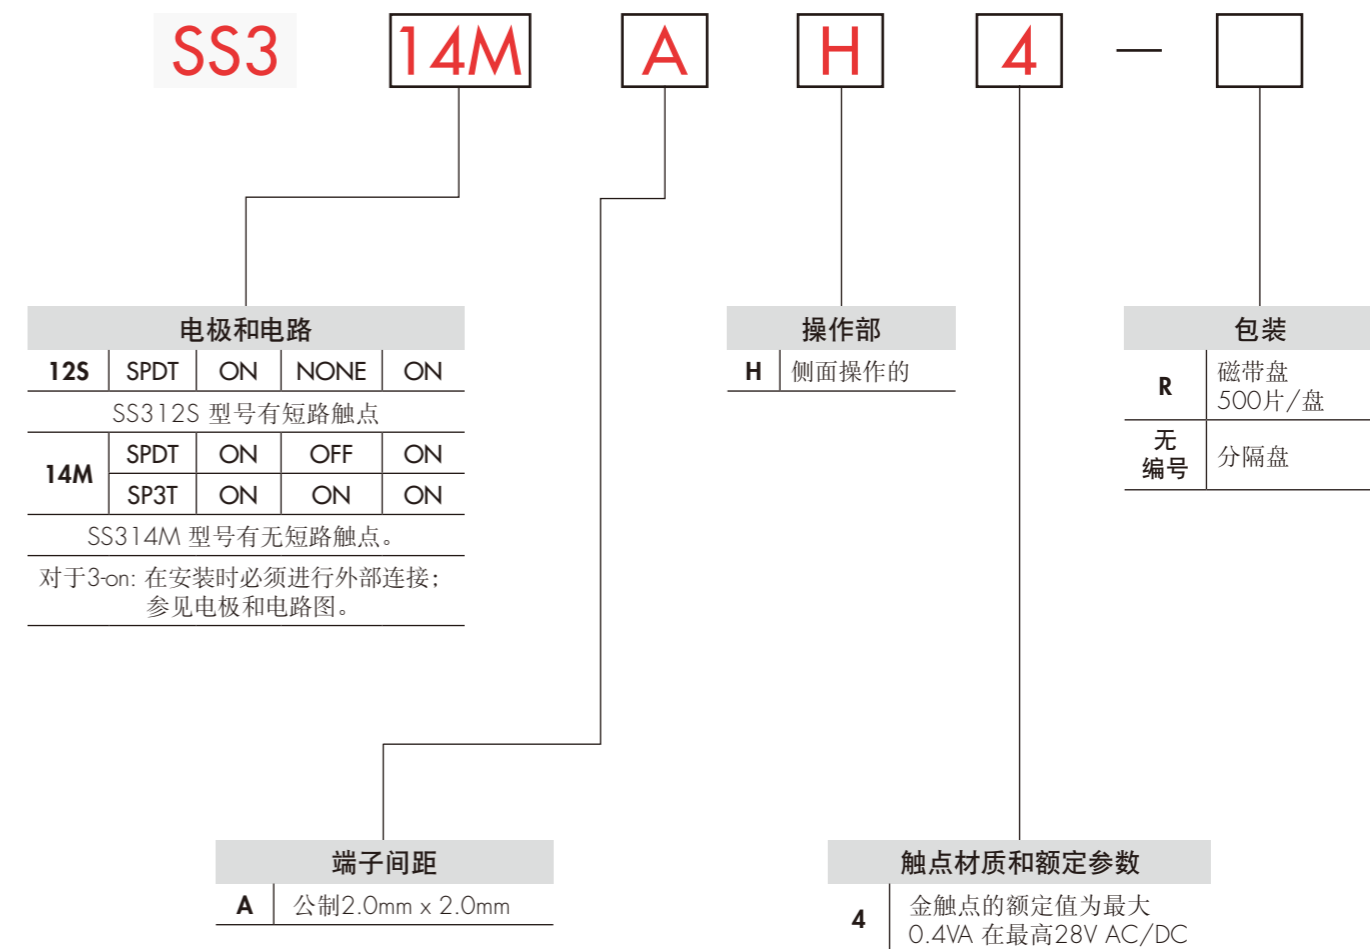 SS3 14M A H 4 —
电极和电路
12S SPDT ON NONE ON
SS312S 型号有短路触点
14M SPDT ON OFF ON
SP3T ON ON ON
SS314M 型号有无短路触点。
对于3-on: 在安装时必须进行外部连接；
参见电极和电路图。
操作部
H 侧面操作的
包装
R 磁带盘
500片/盘
无
编号 分隔盘
端子间距
A 公制2.0mm x 2.0mm
触点材质和额定参数
4 金触点的额定值为最大
0.4VA 在最高28V AC/DC